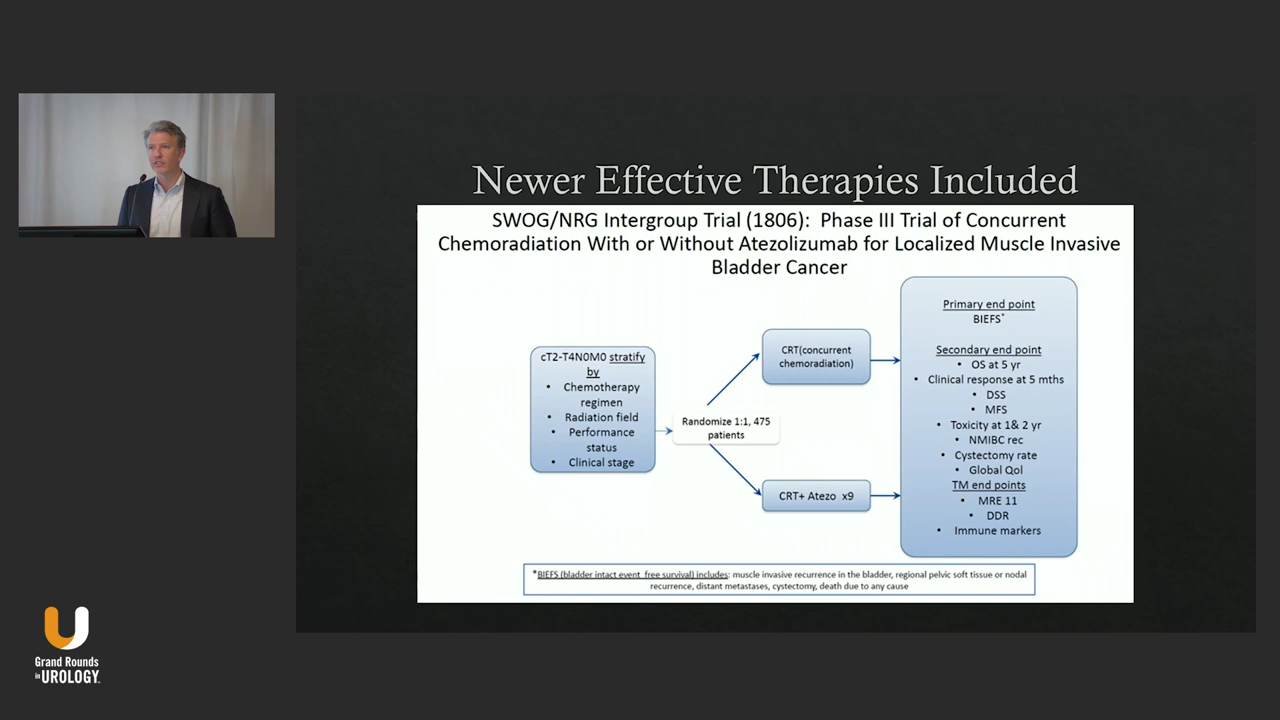 Newer Effective Therapies Included
SWOG/NRG Intergroup Trial (1806): Phase III Trial of Concurrent
Chemoradiation With or Without Atezolizumab for Localized Muscle Invasive
Bladder Cancer
cT2-T4N0M0 stratify
by
• Chemotherapy
regimen
• Radiation field
• Performance
status
• Clinical stage
Randomize 1:1, 475
patients
CRT(concurrent
chemoradiation)
CRT+ Atezo x9
Primary end point
BIEFS*
Secondary end point
• OS at 5 yr
• Clinical response at 5 mths
• DSS
• MFS
• Toxicity at 1& 2 yr
• NMIBC rec
• Cystectomy rate
• Global Qol
TM end points
• MRE 11
• DDR
• Immune markers
*BIEFS (bladder intact event free survival) includes: muscle invasive recurrence in the bladder, regional pelvic soft tissue or nodal
recurrence, distant metastases, cystectomy, death due to any cause
Grand Rounds
in UROLOGY